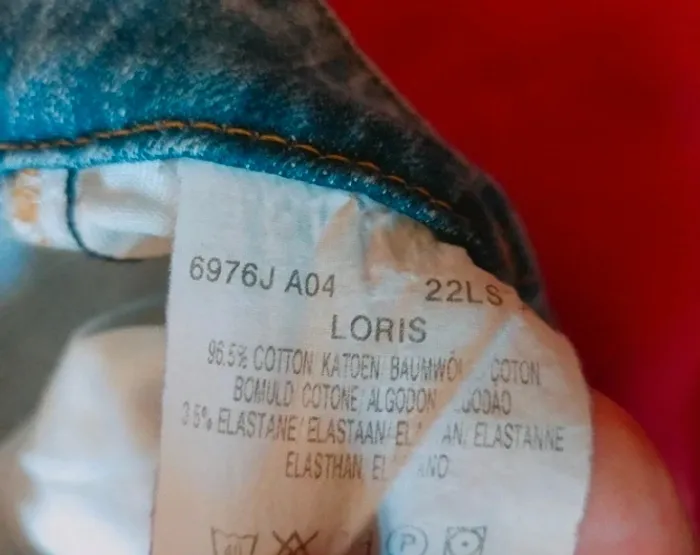 6976J A04 22LS
LORIS
96.5% COTTON KATOEN BAUMWO COTON
BOMULD COTONE/ALGODON
3.5% ELASTANE/ELASTAAN/ ELASTANNE
ELASTHAN
40 P